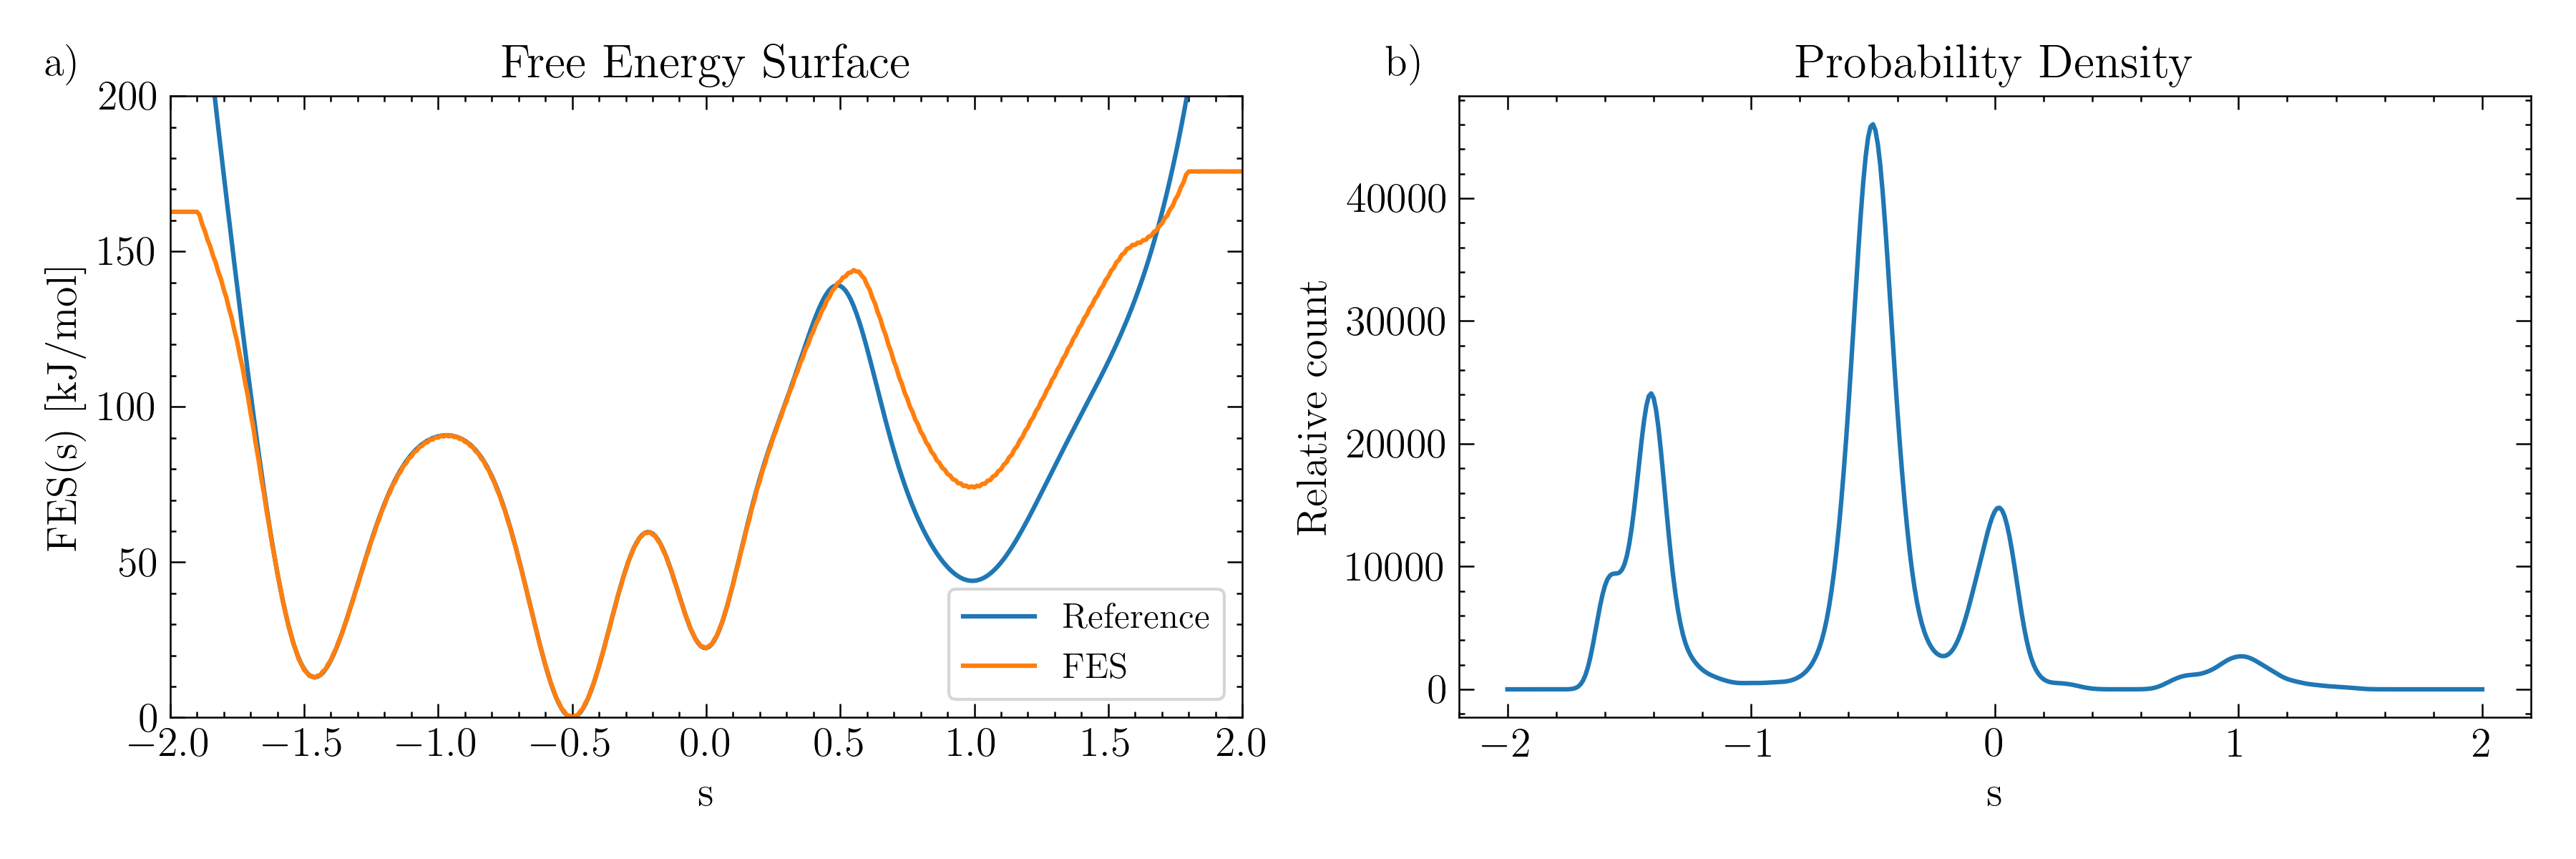 a)
Free Energy Surface
FES(s) [kJ/mol]
200
150
100
50
0
−2.0 −1.5 −1.0 −0.5 0.0 0.5 1.0 1.5 2.0
s
Reference
FES
b)
Probability Density
Relative count
40000
30000
20000
10000
0
−2 −1 0 1 2
s